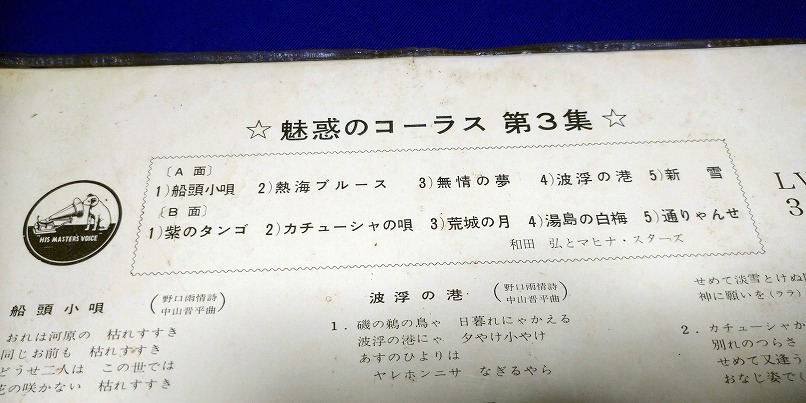 ☆ 魅惑のコーラス 第3集 ☆
〔A 面〕
1)船頭小唄 2)熱海ブルース 3)無情の夢 4)波浮の港 5)新 雪
〔B 面〕
1)紫のタンゴ 2)カチューシャの唄 3)荒城の月 4)湯島の白梅 5)通りゃんせ
和田 弘とマヒナ・スターズ
LV
3
HIS MASTERS VOICE
船頭小唄 (野口雨情詩
中山晋平曲)
おれは河原の 枯れすすき
同じお前も 枯れすすき
どうせ二人は この世では
花の咲かない 枯れすすき
波浮の港 (野口雨情詩
中山晋平曲)
1. 磯の鵜の鳥ゃ 日暮れにゃかえる
波浮の港にゃ 夕やけ小やけ
あすのひよりは
ヤレホンニサ なぎるやら
せめて淡雪とけぬ
神に願いを(ララ)
2. カチューシャか
別れのつらさ
せめて又逢う
おなじ姿で